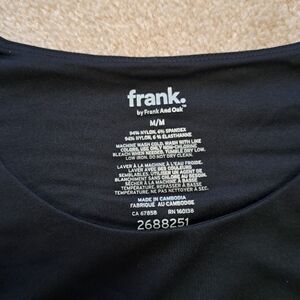 frank.
by Frank And Oak™
M/M
94% NYLON, 6% SPANDEX
94% NYLON, 6 % ÉLASTHANNE
MACHINE WASH COLD. WASH WITH LIKE
COLORS. USE ONLY NON-CHLORINE
BLEACH WHEN NEEDED. TUMBLE DRY LOW.
LOW IRON. DO NOT DRY CLEAN.
LAVER À LA MACHINE À L'EAU FROIDE.
LAVER AVEC DES COULEURS
SEMBLABLES. UTILISER UN AGENT DE
BLANCHIMENT SANS CHLORE AU BESOIN.
SÉCHER À LA MACHINE À BASSE
TEMPÉRATURE. REPASSER À BASSE
TEMPÉRATURE. NE PAS NETTOYER À SEC.
MADE IN CAMBODIA
FABRIQUÉ AU CAMBODGE
CA 67858 RN 160138
2688251